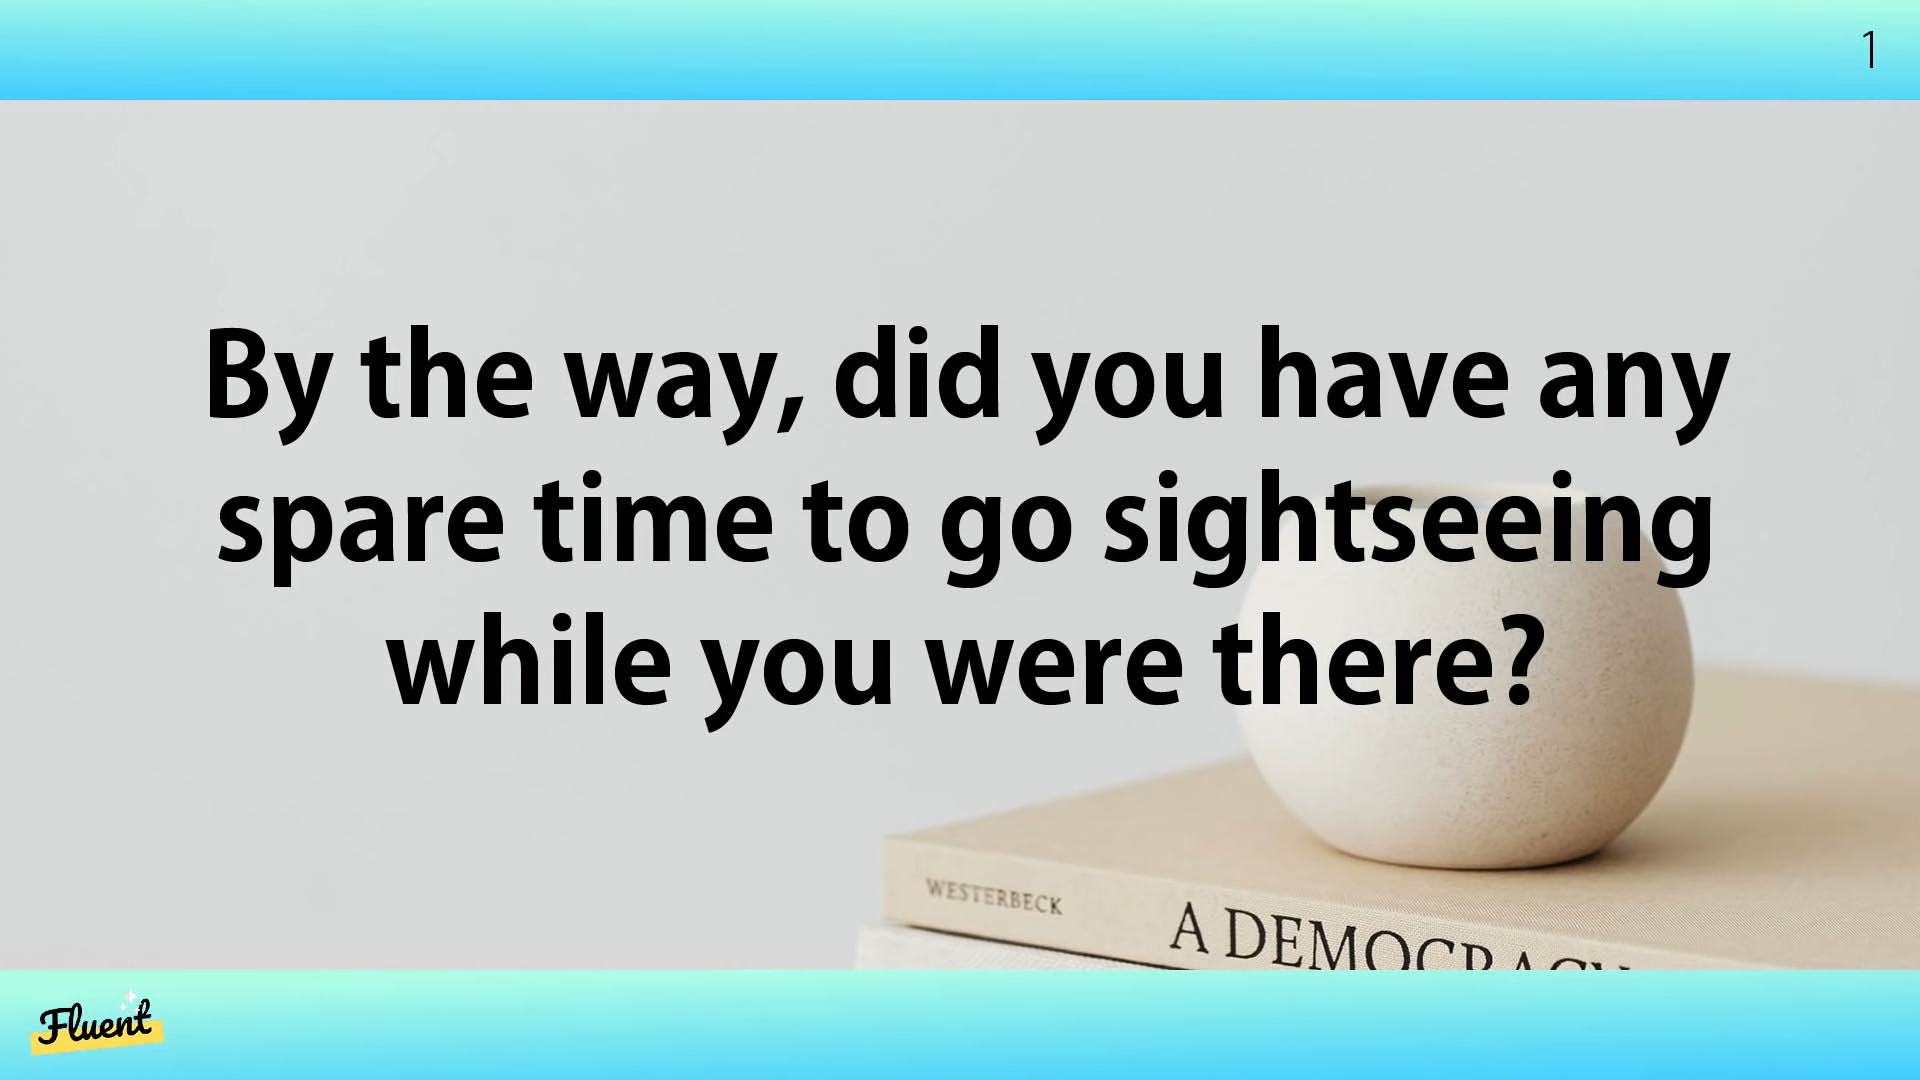 1
By the way, did you have any
spare time to go sightseeing
while you were there?
WESTERBECK
A DEMOCRACY
Fluent